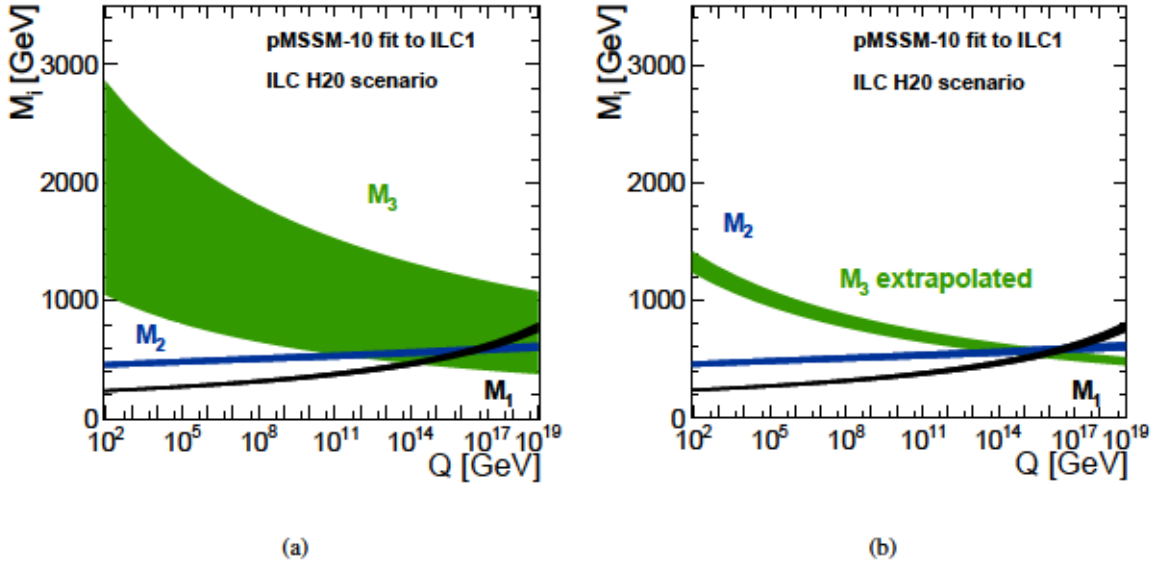 M_i [GeV]
3000
2000
1000
0
pMSSM-10 fit to ILC1
ILC H20 scenario
M_3
M_2
M_1
10^2 10^5 10^8 10^11 10^14 10^17 10^19
Q [GeV]
(a)
M_i [GeV]
3000
2000
1000
0
pMSSM-10 fit to ILC1
ILC H20 scenario
M_2
M_3 extrapolated
M_1
10^2 10^5 10^8 10^11 10^14 10^17 10^19
Q [GeV]
(b)